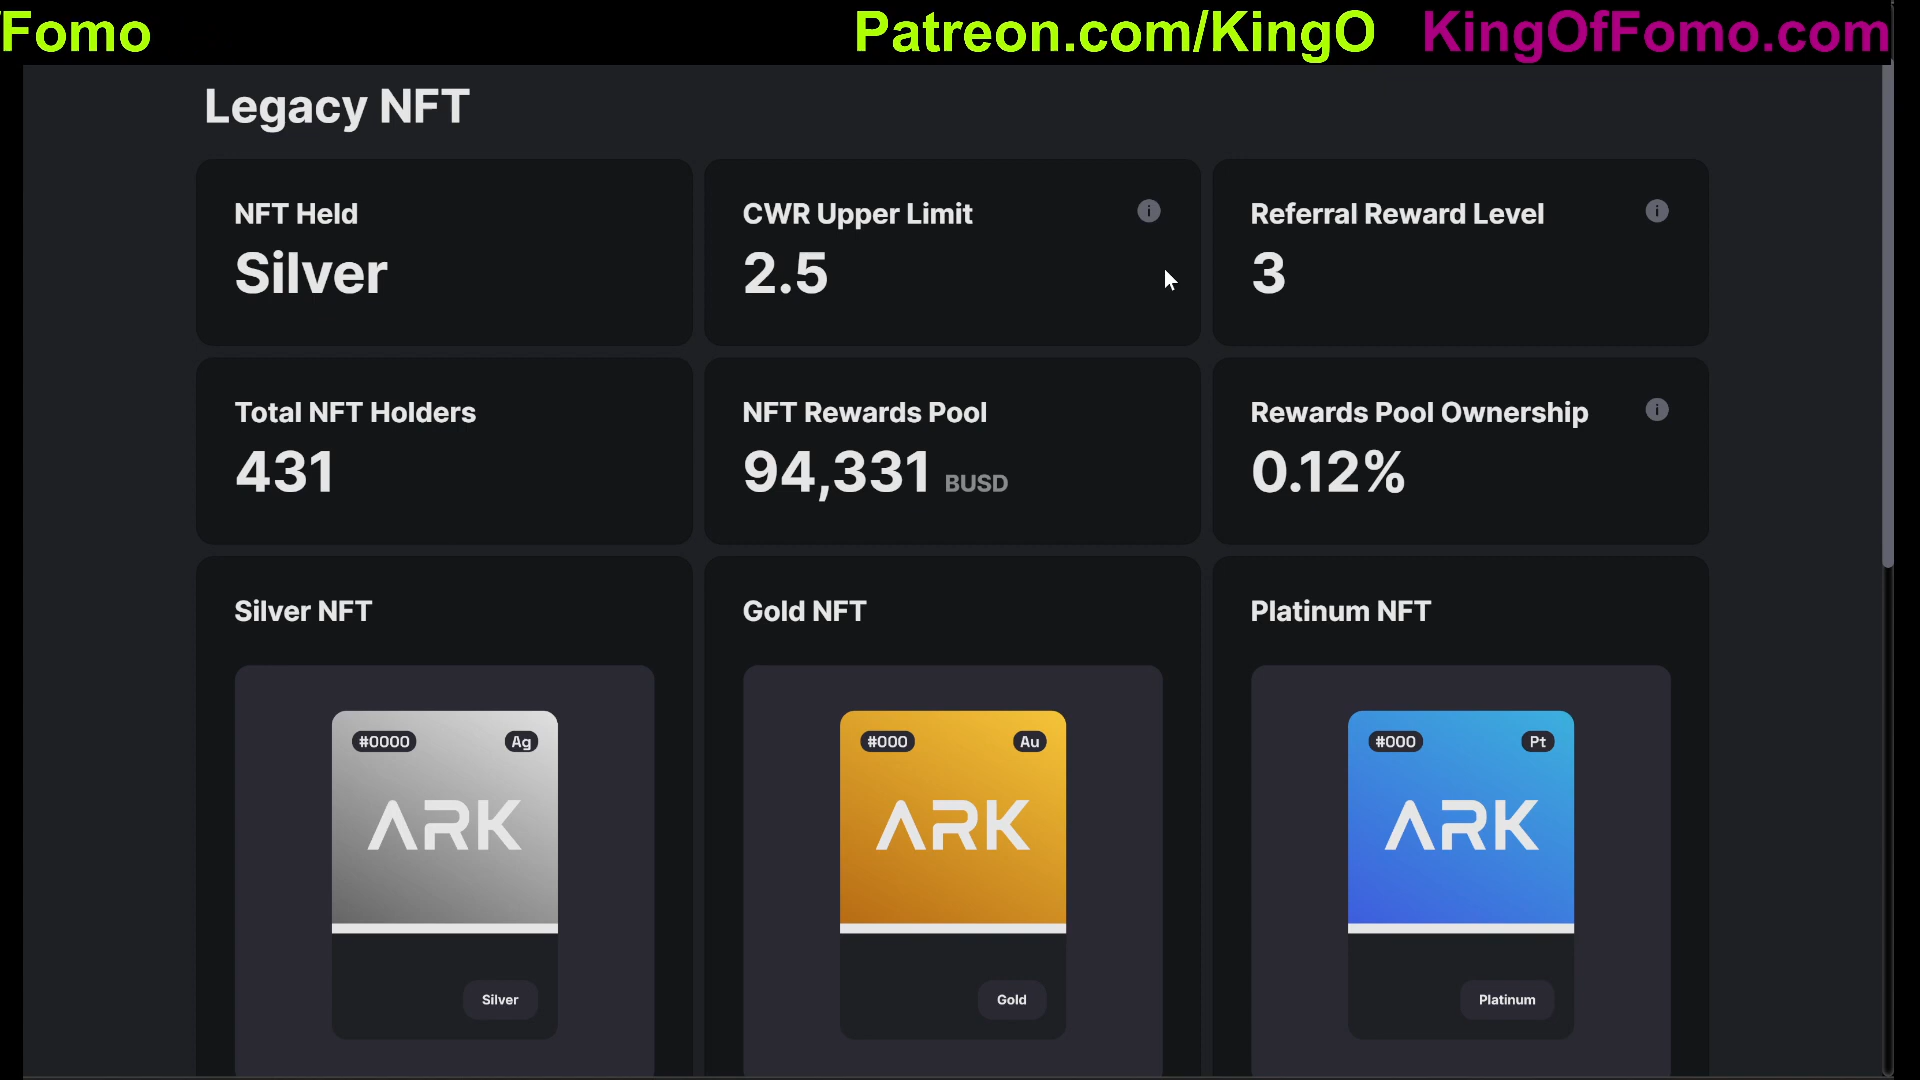 Fomo Patreon.com/KingO KingOfFomo.com
Legacy NFT
NFT Held
Silver
CWR Upper Limit
2.5
Referral Reward Level
3
Total NFT Holders
431
NFT Rewards Pool
94,331 BUSD
Rewards Pool Ownership
0.12%
Silver NFT
#0000 Ag
ARK
Silver
Gold NFT
#000 Au
ARK
Gold
Platinum NFT
#000 Pt
ARK
Platinum